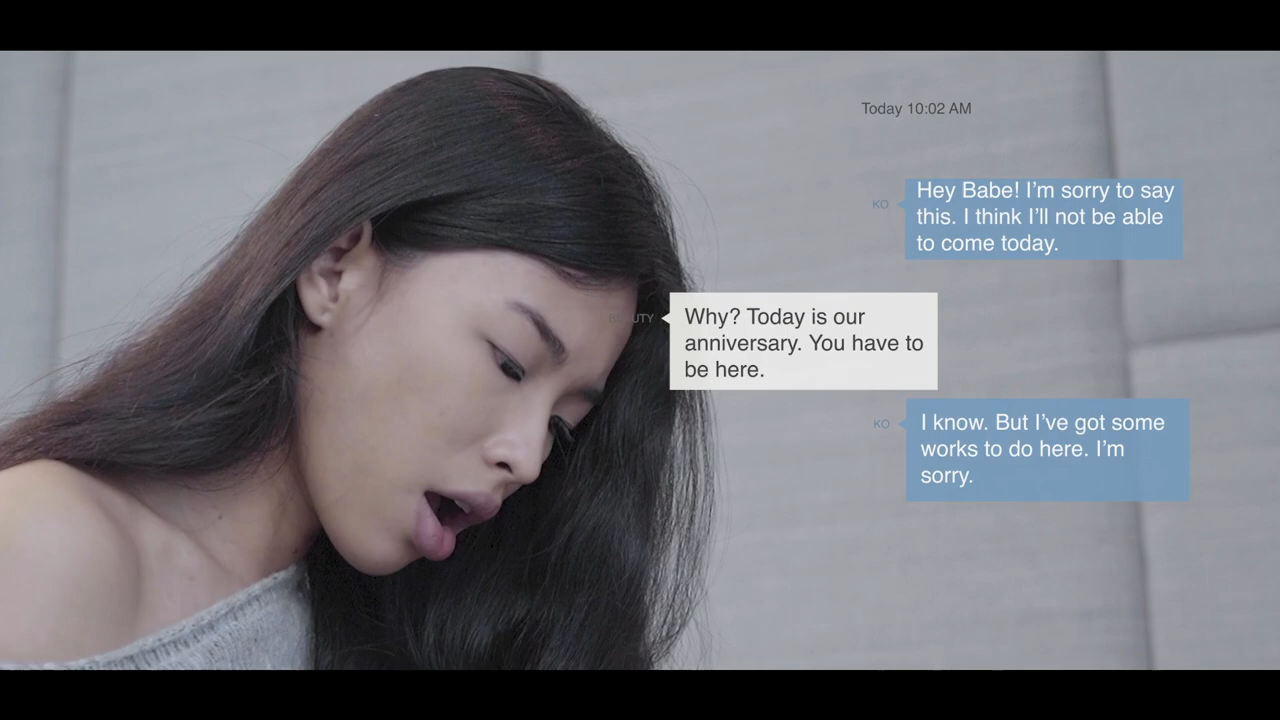 Today 10:02 AM
KO
Hey Babe! I’m sorry to say
this. I think I’ll not be able
to come today.
BEAUTY
Why? Today is our
anniversary. You have to
be here.
KO
I know. But I’ve got some
works to do here. I’m
sorry.